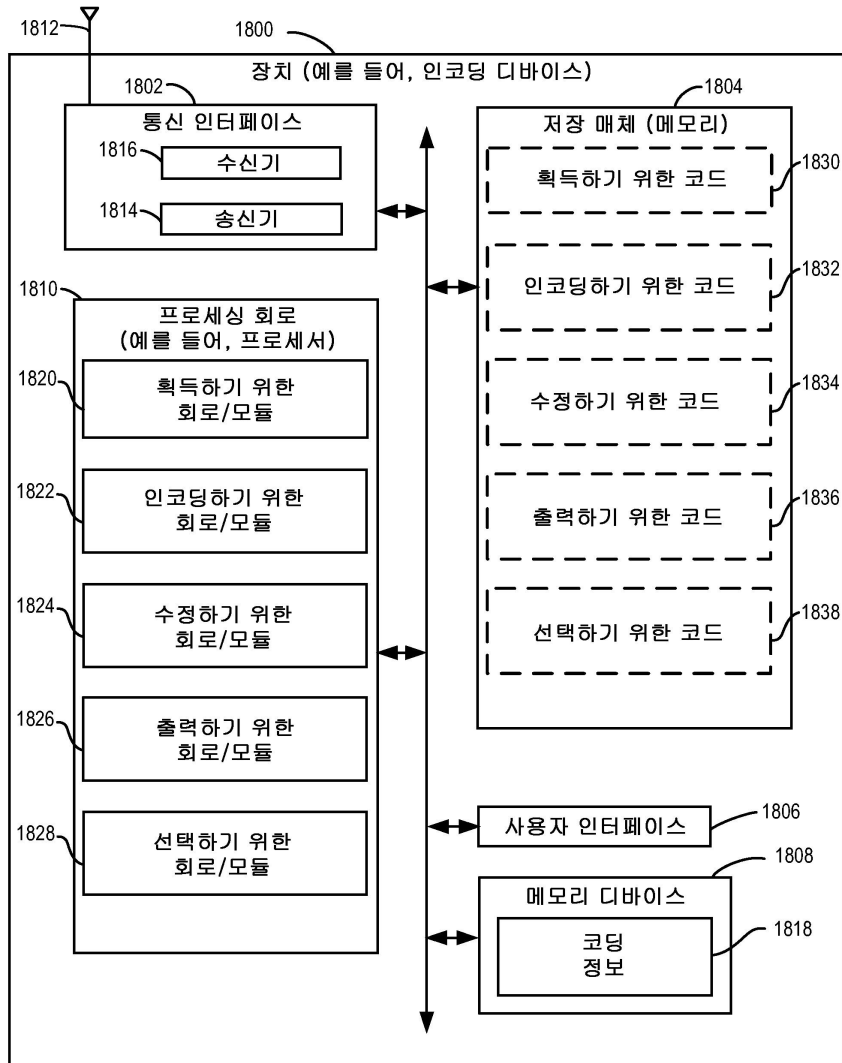 1812
1800
장치 (예를 들어, 인코딩 디바이스)
1802
통신 인터페이스
1816
수신기
1814
송신기
1804
저장 매체 (메모리)
획득하기 위한 코드
1830
인코딩하기 위한 코드
1832
수정하기 위한 코드
1834
출력하기 위한 코드
1836
선택하기 위한 코드
1838
1810
프로세싱 회로
(예를 들어, 프로세서)
1820
획득하기 위한
회로/모듈
1822
인코딩하기 위한
회로/모듈
1824
수정하기 위한
회로/모듈
1826
출력하기 위한
회로/모듈
1828
선택하기 위한
회로/모듈
사용자 인터페이스
1806
1808
메모리 디바이스
코딩
정보
1818